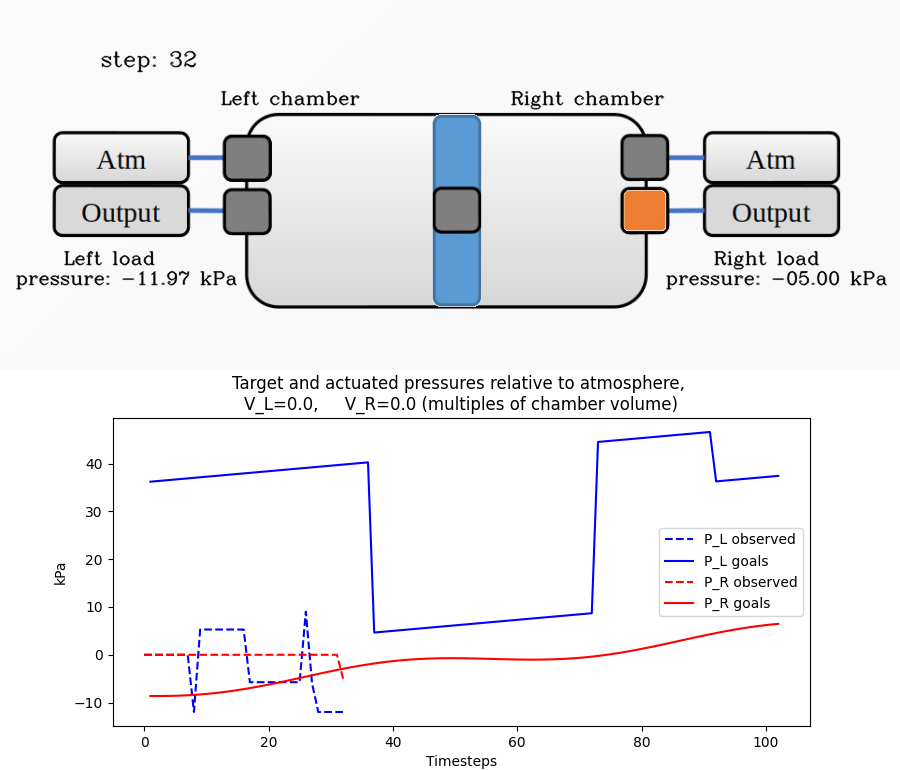 step: 32
Left chamber
Right chamber
Atm
Atm
Output
Output
Left load
pressure: -11.97 kPa
Right load
pressure: -05.00 kPa
Target and actuated pressures relative to atmosphere,
V_L=0.0, V_R=0.0 (multiples of chamber volume)
kPa
40
30
20
10
0
−10
P_L observed
P_L goals
P_R observed
P_R goals
0 20 40 60 80 100
Timesteps